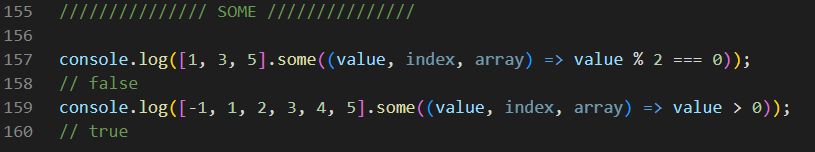 155 /////////////// SOME ///////////////
156
157 console.log([1, 3, 5].some((value, index, array) => value % 2 === 0));
158 // false
159 console.log([-1, 1, 2, 3, 4, 5].some((value, index, array) => value > 0));
160 // true